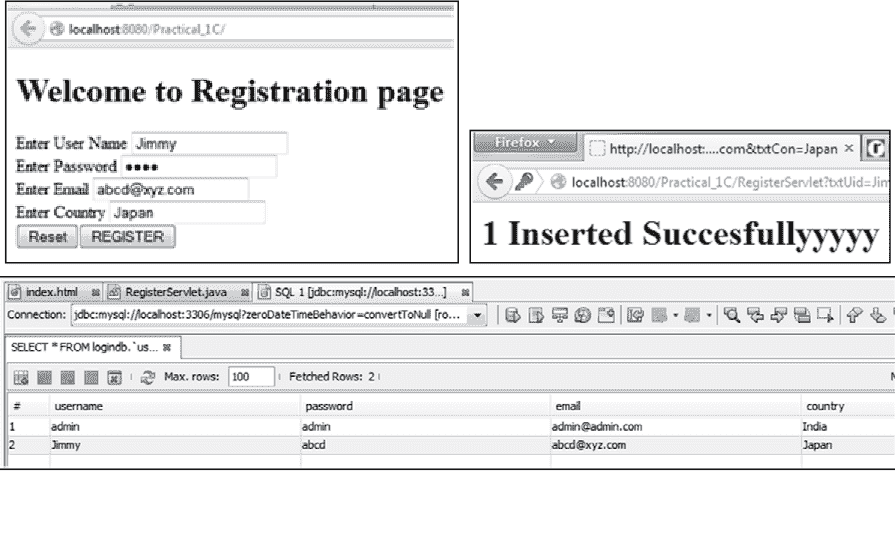 localhost:8080/Practical_1C/
Welcome to Registration page
Enter User Name Jimmy
Enter Password ••••
Enter Email abcd@xyz.com
Enter Country Japan
Reset REGISTER
Firefox
http://localhost:....com&txtCon=Japan
localhost:8080/Practical_1C/RegisterServlet?txtUid=Jim
1 Inserted Succesfullyyyyy
index.html RegisterServlet.java SQL 1 [jdbc:mysql://localhost:33...]
Connection: jdbc:mysql://localhost:3306/mysql?zeroDateTimeBehavior=convertToNull [ro...
SELECT * FROM logindb.`us...
Max. rows: 100 Fetched Rows: 2
# username password email country
1 admin admin admin@admin.com India
2 Jimmy abcd abcd@xyz.com Japan